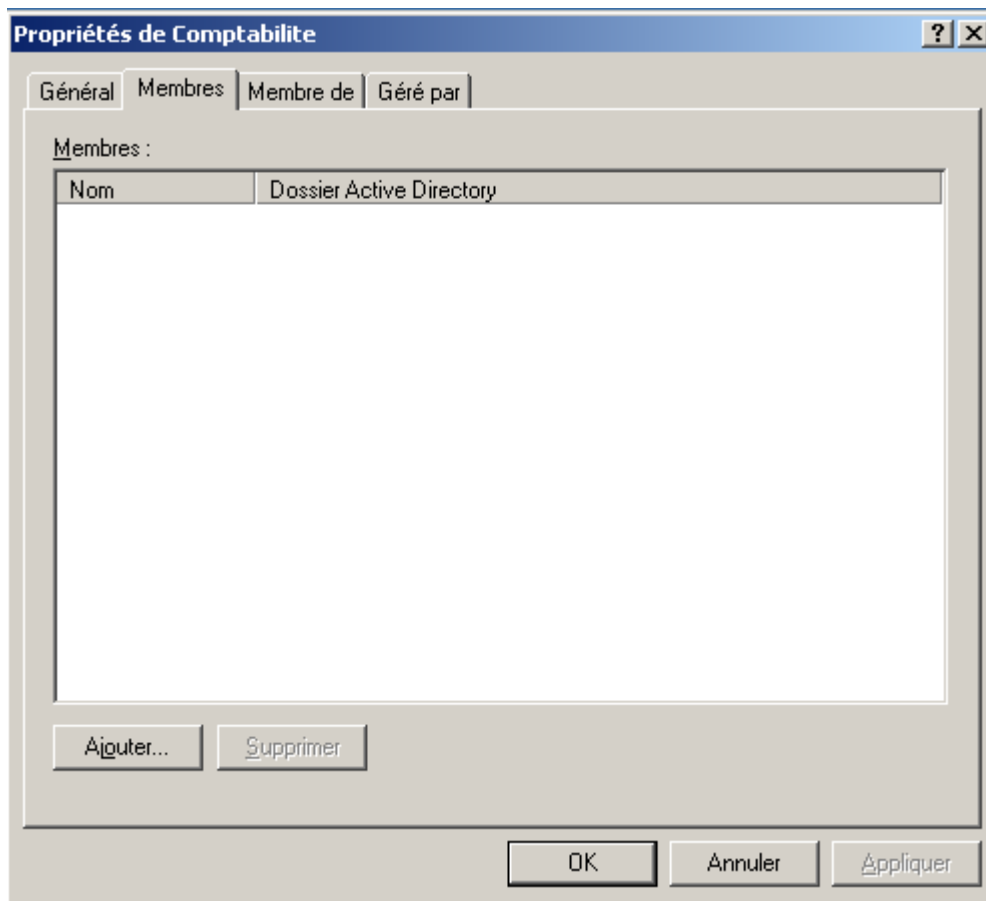 Propriétés de Comptabilite
Général Membres Membre de Géré par
Membres :
Nom Dossier Active Directory
Ajouter... Supprimer
OK Annuler Appliquer